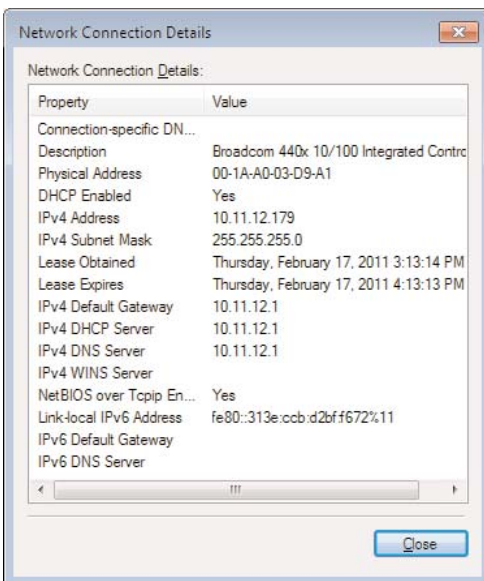 Network Connection Details
Network Connection Details:
Property Value
Connection-specific DN...
Description Broadcom 440x 10/100 Integrated Contro
Physical Address 00-1A-A0-03-D9-A1
DHCP Enabled Yes
IPv4 Address 10.11.12.179
IPv4 Subnet Mask 255.255.255.0
Lease Obtained Thursday, February 17, 2011 3:13:14 PM
Lease Expires Thursday, February 17, 2011 4:13:13 PM
IPv4 Default Gateway 10.11.12.1
IPv4 DHCP Server 10.11.12.1
IPv4 DNS Server 10.11.12.1
IPv4 WINS Server
NetBIOS over Tcpip En... Yes
Link-local IPv6 Address fe80::313e:ccb:d2bf:f672%11
IPv6 Default Gateway
IPv6 DNS Server
Close